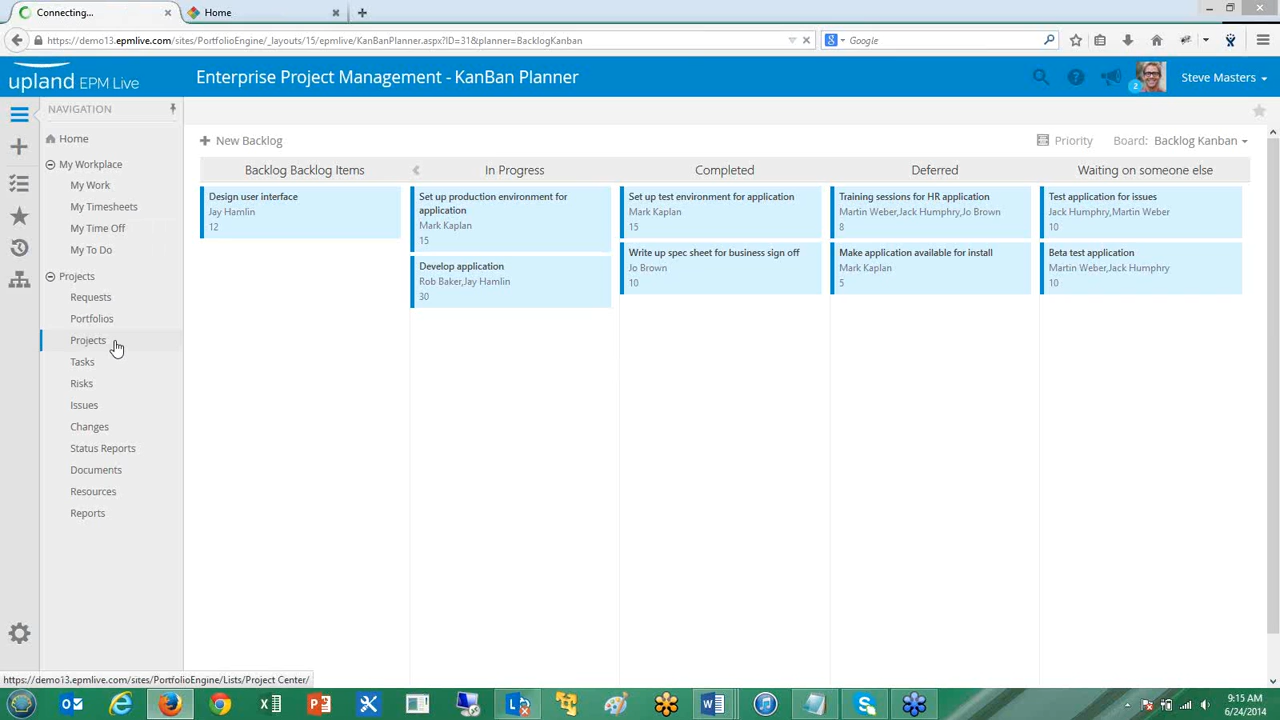 Connecting...
Home
https://demo13.epmlive.com/sites/PortfolioEngine/_layouts/15/epmlive/KanBanPlanner.aspx?ID=31&planner=BacklogKanban
Google
upland EPM Live
Enterprise Project Management - KanBan Planner
2
Steve Masters
NAVIGATION
Home
My Workplace
My Work
My Timesheets
My Time Off
My To Do
Projects
Requests
Portfolios
Projects
Tasks
Risks
Issues
Changes
Status Reports
Documents
Resources
Reports
New Backlog
Priority
Board: Backlog Kanban
Backlog Backlog Items
Design user interface
Jay Hamlin
12
In Progress
Set up production environment for
application
Mark Kaplan
15
Develop application
Rob Baker,Jay Hamlin
30
Completed
Set up test environment for application
Mark Kaplan
15
Write up spec sheet for business sign off
Jo Brown
10
Deferred
Training sessions for HR application
Martin Weber,Jack Humphry,Jo Brown
8
Make application available for install
Mark Kaplan
5
Waiting on someone else
Test application for issues
Jack Humphry,Martin Weber
10
Beta test application
Martin Weber,Jack Humphry
10
https://demo13.epmlive.com/sites/PortfolioEngine/Lists/Project Center/
9:15 AM
6/24/2014